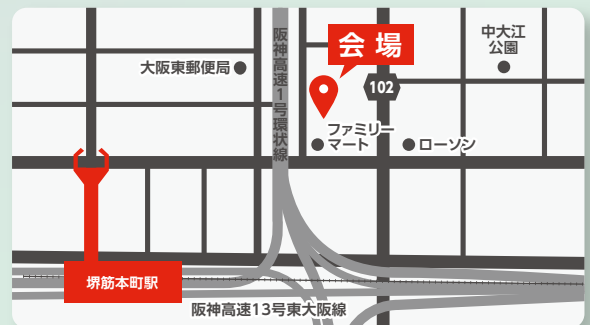 会場
中大江
公園
大阪東郵便局
阪神高速1号環状線
102
ファミリー
マート
ローソン
堺筋本町駅
阪神高速13号東大阪線